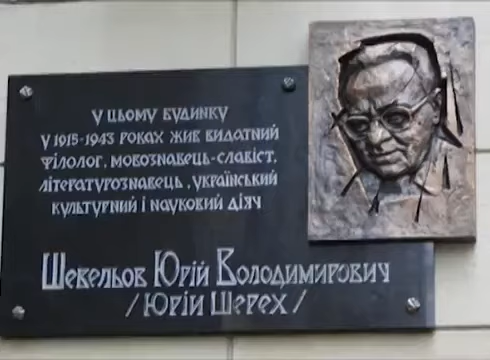 У ЦЬОМУ БУДИНКУ
У 1915-1943 РОКАХ ЖИВ ВИДАТНИЙ
ФІЛОЛОГ, МОВОЗНАВЕЦЬ-СЛАВІСТ,
ЛІТЕРАТУРОЗНАВЕЦЬ, УКРАЇНСЬКИЙ
КУЛЬТУРНИЙ І НАУКОВИЙ ДІЯЧ
ШЕВЕЛЬОВ ЮРІЙ ВОЛОДИМИРОВИЧ
/ЮРІЙ ШЕРЕХ/